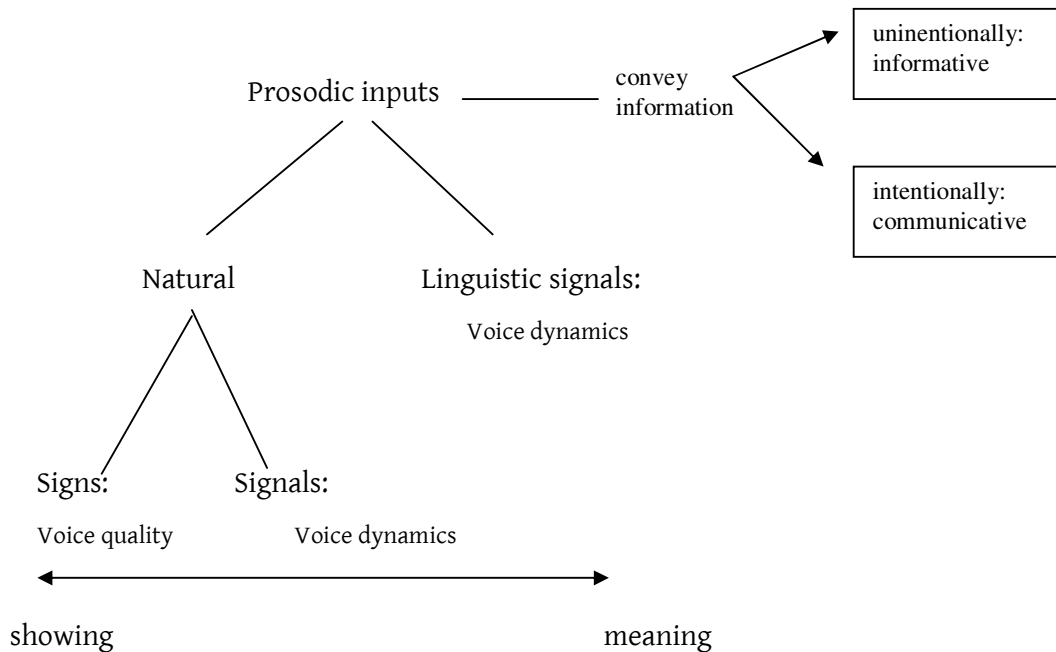 uninentionally:
informative
Prosodic inputs
convey
information
intentionally:
communicative
Natural
Linguistic signals:
Voice dynamics
Signs:
Signals:
Voice quality
Voice dynamics
showing
meaning